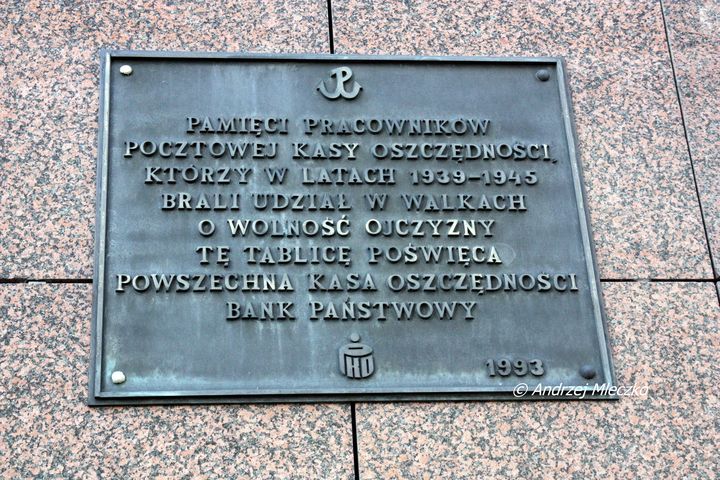 PAMIĘCI PRACOWNIKÓW
POCZTOWEJ KASY OSZCZĘDNOŚCI,
KTÓRZY W LATACH 1939-1945
BRALI UDZIAŁ W WALKACH
O WOLNOŚĆ OJCZYZNY
TĘ TABLICĘ POŚWIĘCA
POWSZECHNA KASA OSZCZĘDNOŚCI
BANK PAŃSTWOWY
PKO
1993
© Andrzej Mleczko